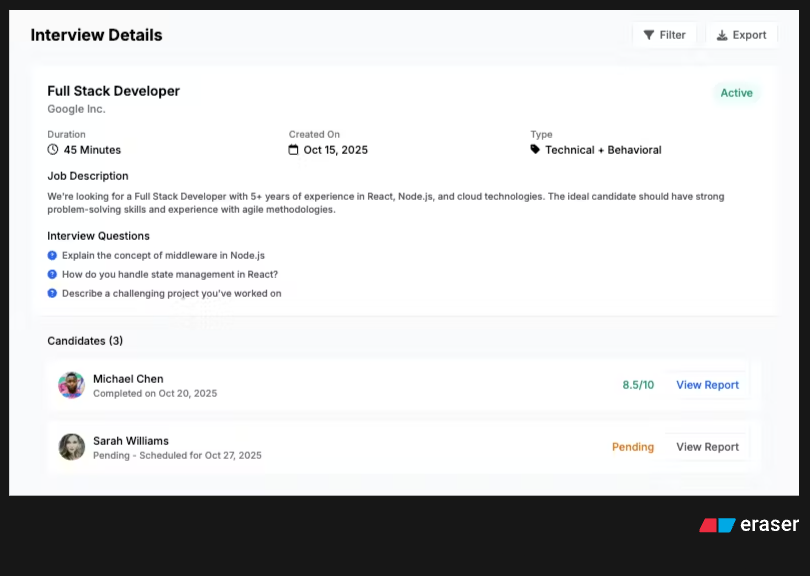 Interview Details
Filter
Export
Full Stack Developer
Active
Google Inc.
Duration
Created On
Type
45 Minutes
Oct 15, 2025
Technical + Behavioral
Job Description
We're looking for a Full Stack Developer with 5+ years of experience in React, Node.js, and cloud technologies. The ideal candidate should have strong
problem-solving skills and experience with agile methodologies.
Interview Questions
Explain the concept of middleware in Node.js
How do you handle state management in React?
Describe a challenging project you've worked on
Candidates (3)
Michael Chen
Completed on Oct 20, 2025
8.5/10
View Report
Sarah Williams
Pending - Scheduled for Oct 27, 2025
Pending
View Report
eraser